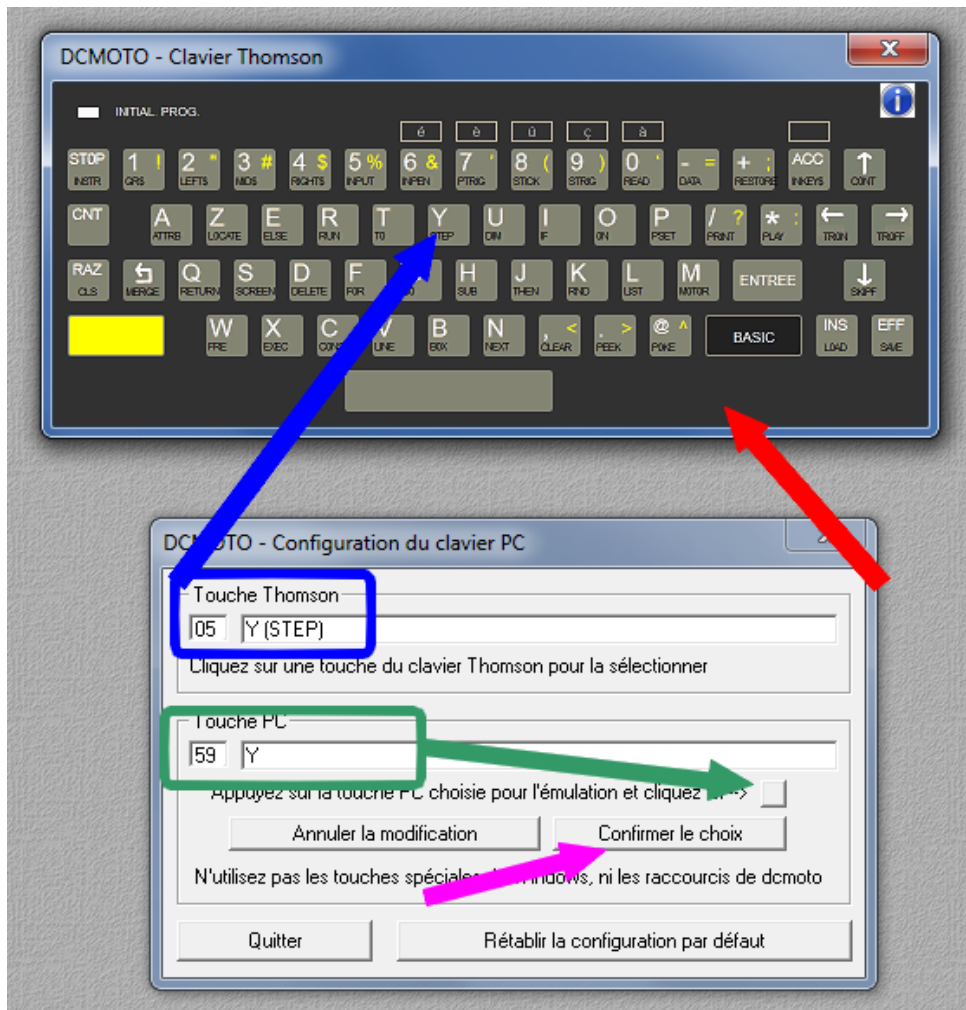 DCMOTO - Clavier Thomson
INITIAL PROG.
é è û ç à
STOP 1 ! 2 " 3 # 4 $ 5 % 6 & 7 ' 8 ( 9 ) 0 ` - = + ; ACC ↑
INSTR GR$ LEFT$ MID$ RIGHT$ INPUT INPEN PTRIG STICK STRIG READ DATA RESTORE INKEY$ CONT
CNT A Z E R T Y U I O P / ? * : ← →
ATTRB LOCATE ELSE RUN TO STEP DIM IF ON PSET PRINT PLAY TRON TROFF
RAZ Q S D F H J K L M ENTREE ↓
CLS MERGE RETURN SCREEN DELETE FOR SUB THEN RND LIST MOTOR SKIPF
W X C V B N , < . > @ ^ BASIC INS EFF
FRE EXEC LINE BOX NEXT CLEAR PEEK POKE LOAD SAVE
DCMOTO - Configuration du clavier PC
Touche Thomson
05 Y (STEP)
Cliquez sur une touche du clavier Thomson pour la sélectionner
Touche PC
59 Y
Appuyez sur la touche PC choisie pour l'émulation et cliquez -->
Annuler la modification Confirmer le choix
N'utilisez pas les touches spéciales de Windows, ni les raccourcis de dcmoto
Quitter Rétablir la configuration par défaut